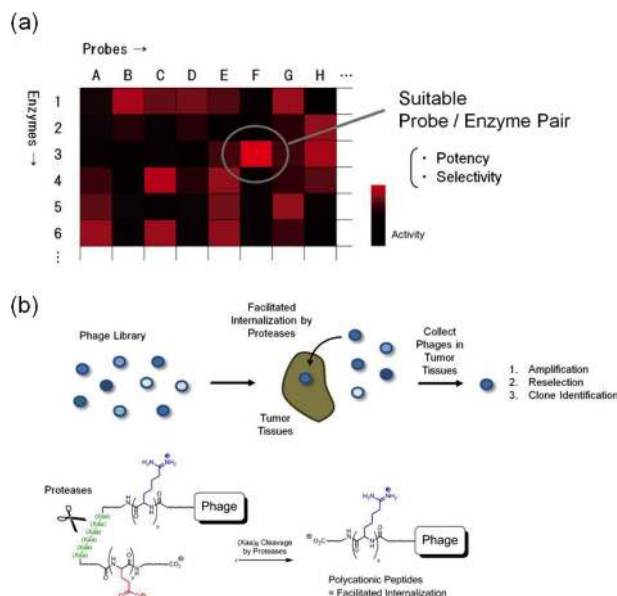 (a)
Probes →
A B C D E F G H ...
Enzymes →
1
2
3
4
5
6
...
Suitable
Probe / Enzyme Pair
・ Potency
・ Selectivity
Activity
(b)
Phage Library
Facilitated
Internalization by
Proteases
Tumor
Tissues
Collect
Phages in
Tumor
Tissues
1. Amplification
2. Reselection
3. Clone Identification
Proteases
Phage
(Xaa)₆ Cleavage
by Proteases
Phage
Polycationic Peptides
= Facilitated Internalization